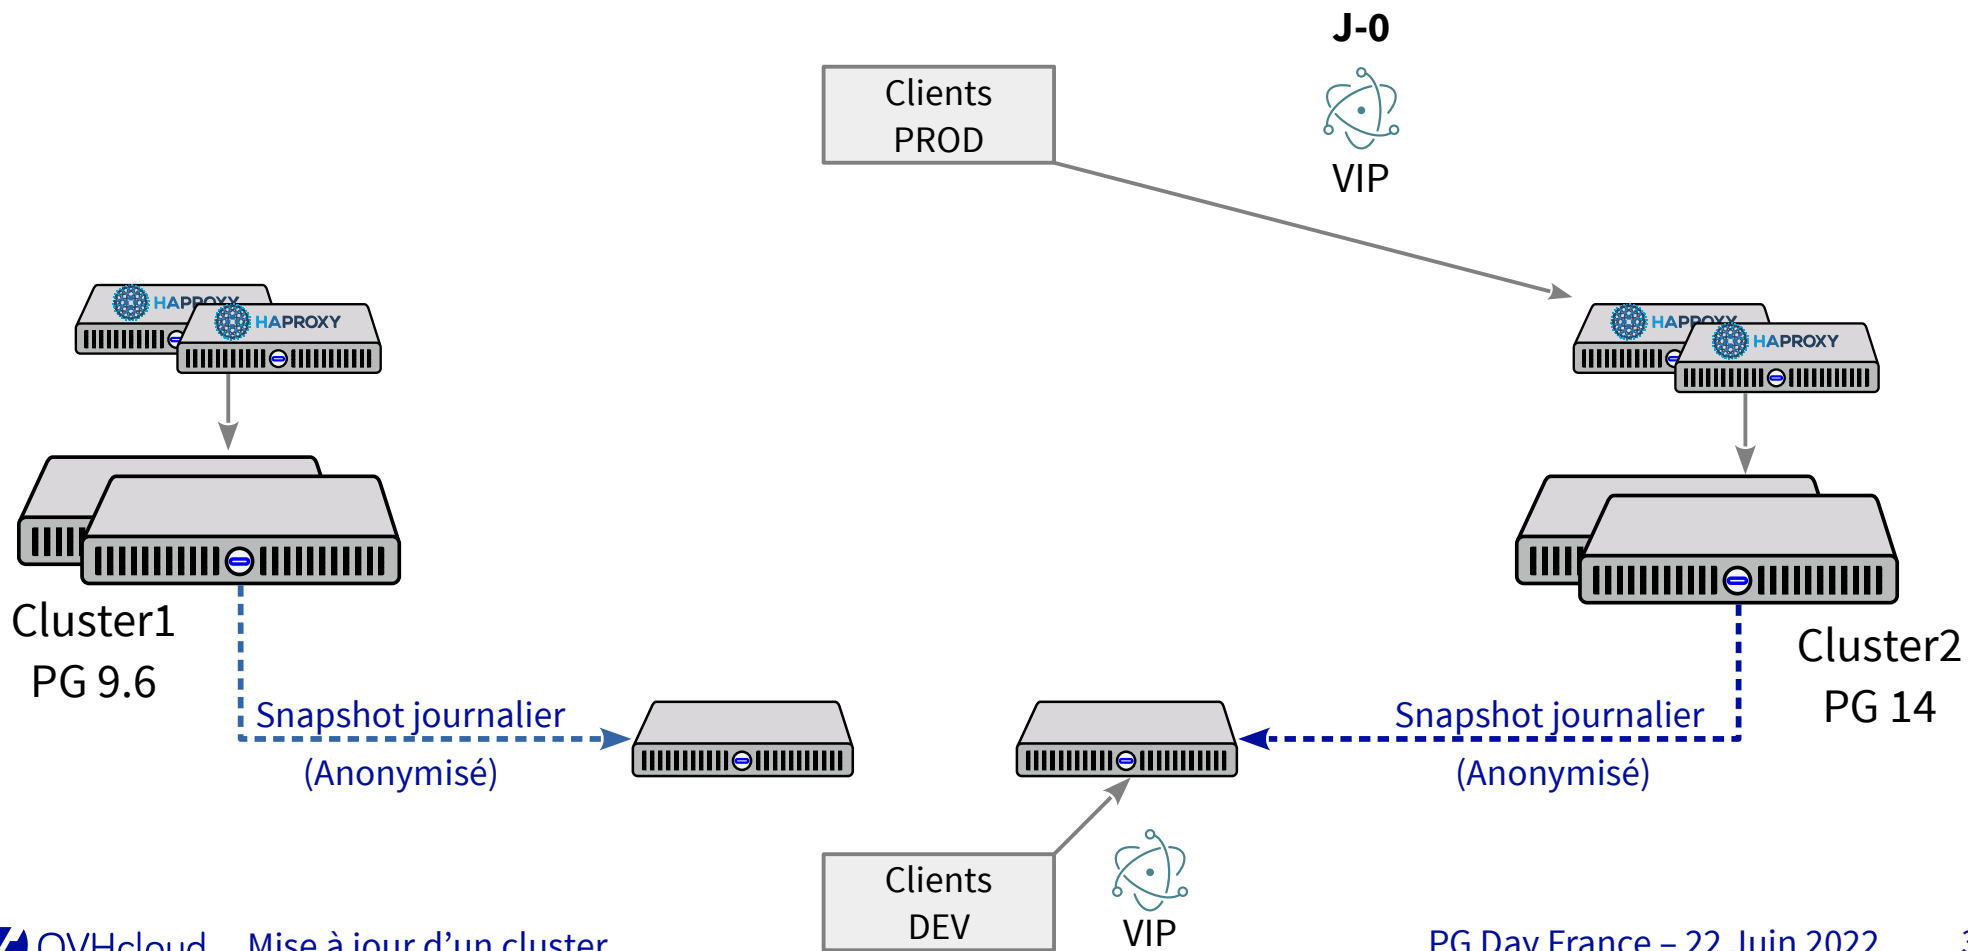 J-0
Clients
PROD
VIP
HAPROXY
HAPROXY
HAPROXY
HAPROXY
Cluster1
PG 9.6
Cluster2
PG 14
Snapshot journalier
(Anonymisé)
Snapshot journalier
(Anonymisé)
Clients
DEV
VIP
OVHcloud Mise à jour d'un cluster
PG Day France – 22 Juin 2022